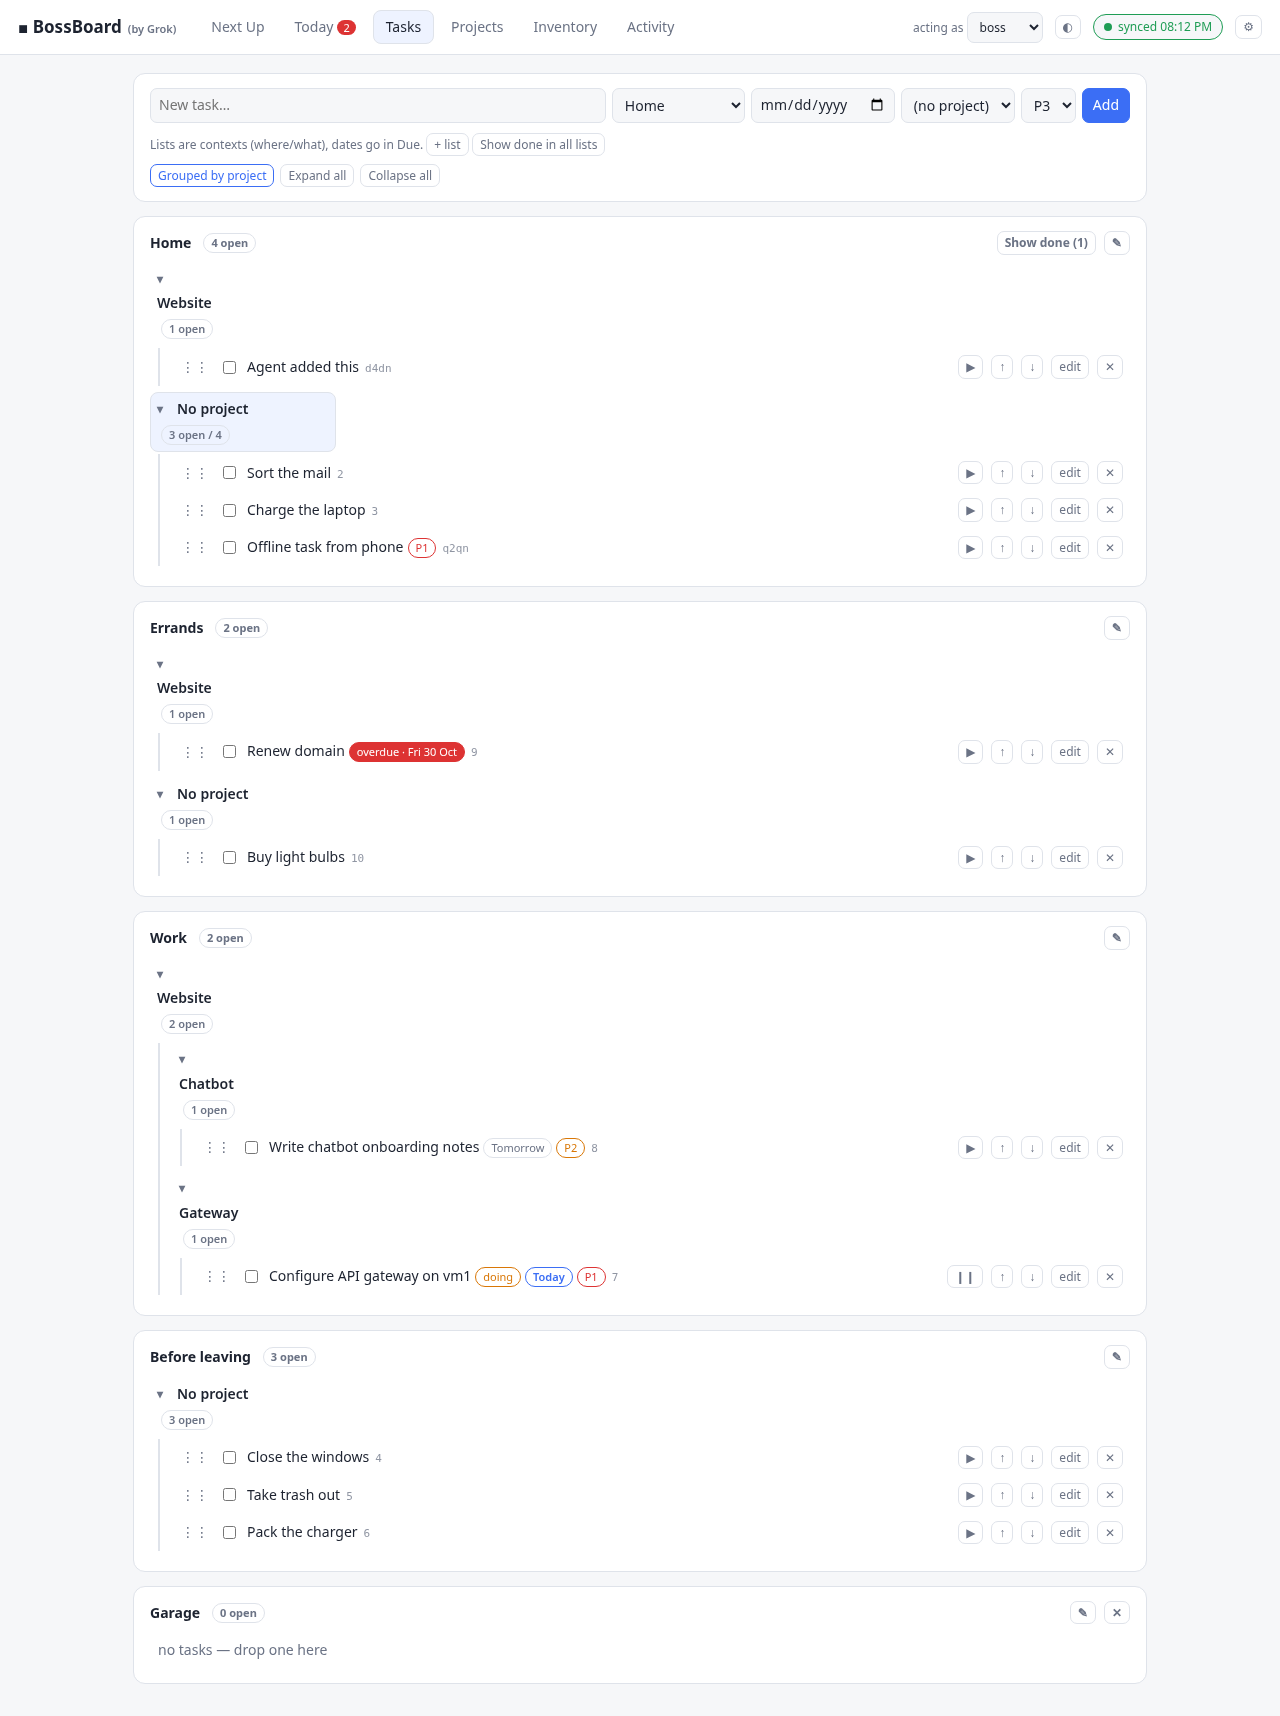 ■ BossBoard (by Grok) Next Up Today 2 Tasks Projects Inventory Activity acting as boss ◐ synced 08:12 PM ⚙
New task... Home mm/dd/yyyy (no project) P3 Add
Lists are contexts (where/what), dates go in Due. + list Show done in all lists
Grouped by project Expand all Collapse all
Home 4 open Show done (1) ✎
▾
Website
1 open
⋮⋮ Agent added this d4dn ▶ ↑ ↓ edit ✕
▾ No project
3 open / 4
⋮⋮ Sort the mail 2 ▶ ↑ ↓ edit ✕
⋮⋮ Charge the laptop 3 ▶ ↑ ↓ edit ✕
⋮⋮ Offline task from phone P1 q2qn ▶ ↑ ↓ edit ✕
Errands 2 open ✎
▾
Website
1 open
⋮⋮ Renew domain overdue · Fri 30 Oct 9 ▶ ↑ ↓ edit ✕
▾ No project
1 open
⋮⋮ Buy light bulbs 10 ▶ ↑ ↓ edit ✕
Work 2 open ✎
▾
Website
2 open
▾
Chatbot
1 open
⋮⋮ Write chatbot onboarding notes Tomorrow P2 8 ▶ ↑ ↓ edit ✕
▾
Gateway
1 open
⋮⋮ Configure API gateway on vm1 doing Today P1 7 ❙❙ ↑ ↓ edit ✕
Before leaving 3 open ✎
▾ No project
3 open
⋮⋮ Close the windows 4 ▶ ↑ ↓ edit ✕
⋮⋮ Take trash out 5 ▶ ↑ ↓ edit ✕
⋮⋮ Pack the charger 6 ▶ ↑ ↓ edit ✕
Garage 0 open ✎ ✕
no tasks — drop one here